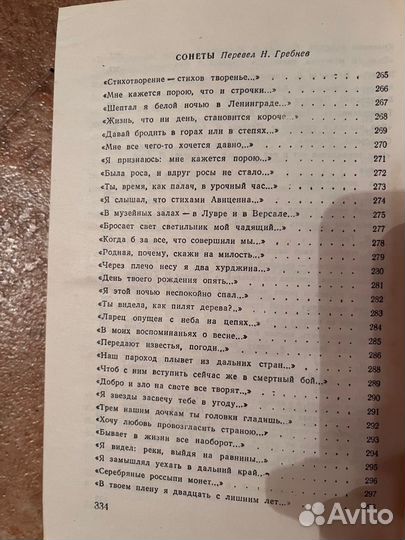 СОНЕТЫ Перевел Н. Гребнев
«Стихотворение — стихов творенье...» . . . . . . . 265
«Мне кажется порою, что и строчки...» . . . . . . . 266
«Шептал я белой ночью в Ленинграде...» . . . . . . . 267
«Жизнь, что ни день, становится короче...» . . . . . . . 268
«Давай бродить в горах или в степях...» . . . . . . . 269
«Мне все чего-то хочется давно...» . . . . . . . 270
«Я признаюсь: мне кажется порою...» . . . . . . . 271
«Была роса, и вдруг росы не стало...» . . . . . . . 272
«Ты, время, как палач, в урочный час...» . . . . . . . 273
«Я слышал, что стихами Авиценна...» . . . . . . . 274
«В музейных залах — в Лувре и в Версале...» . . . . . . . 275
«Бросает свет светильник мой чадящий...» . . . . . . . 277
«Когда б за все, что совершили мы...» . . . . . . . 278
«Родная, почему, скажи на милость...» . . . . . . . 279
«Через плечо несу я два хурджина...» . . . . . . . 280
«День твоего рождения опять...» . . . . . . . 281
«Я этой ночью неспокойно спал...» . . . . . . . 282
«Ты видела, как пилят дерева?..» . . . . . . . 283
«Ларец опущен с неба на цепях...» . . . . . . . 284
«В моих воспоминаньях о весне...» . . . . . . . 285
«Передают известья, погоди...» . . . . . . . 286
«Наш пароход плывет из дальних стран...» . . . . . . . 287
«Чтоб с ним вступить сейчас же в смертный бой...» . . . . . . . 288
«Добро и зло на свете все творят...» . . . . . . . 289
«Я звезды засвечу тебе в угоду...» . . . . . . . 290
«Трем нашим дочкам ты головки гладишь...» . . . . . . . 291
«Хочу любовь провозгласить страною...» . . . . . . . 292
«Бывает в жизни все наоборот...» . . . . . . . 293
«Я видел: реки, выйдя на равнины...» . . . . . . . 294
«Я замышлял уехать в дальний край...» . . . . . . . 295
«Серебряные россыпи монет...» . . . . . . . 296
«В твоем плену я двадцать с лишним лет...» . . . . . . . 297
334
Avito